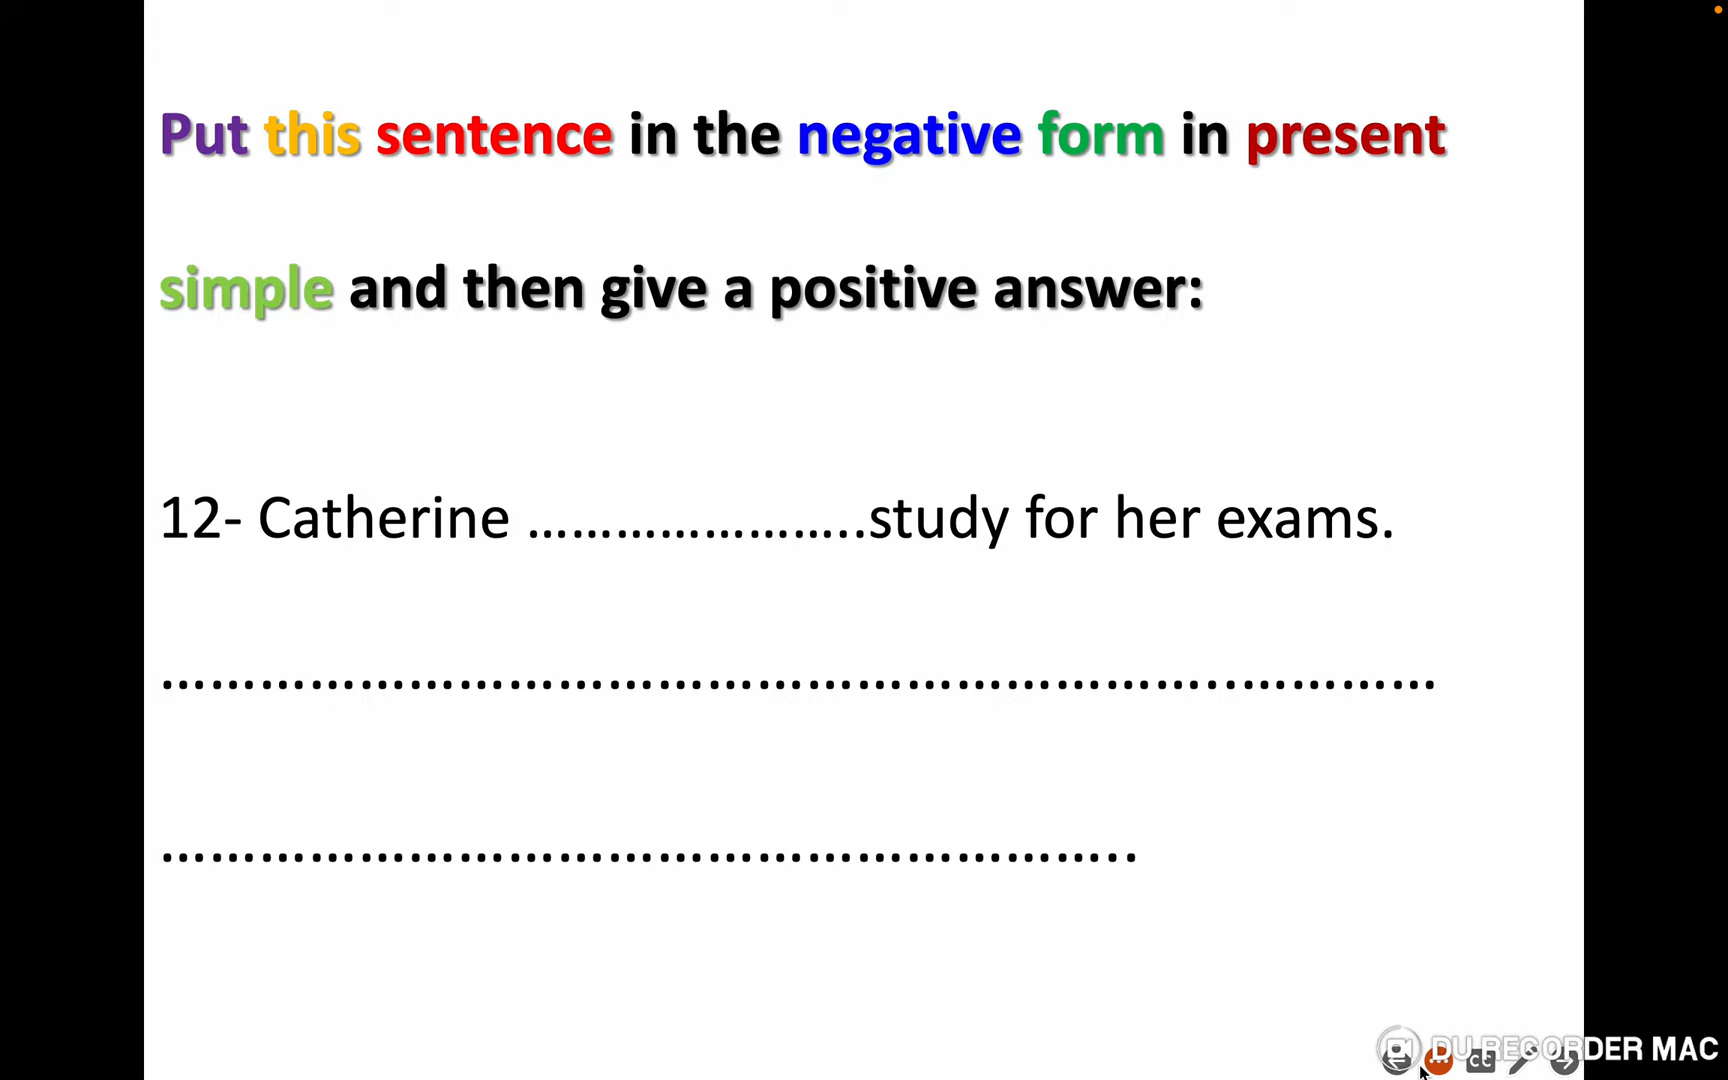 Put this sentence in the negative form in present
simple and then give a positive answer:
12- Catherine …………………..study for her exams.
…………………………………………………………..…………
……………………………………………………..
DU RECORDER MAC
CC